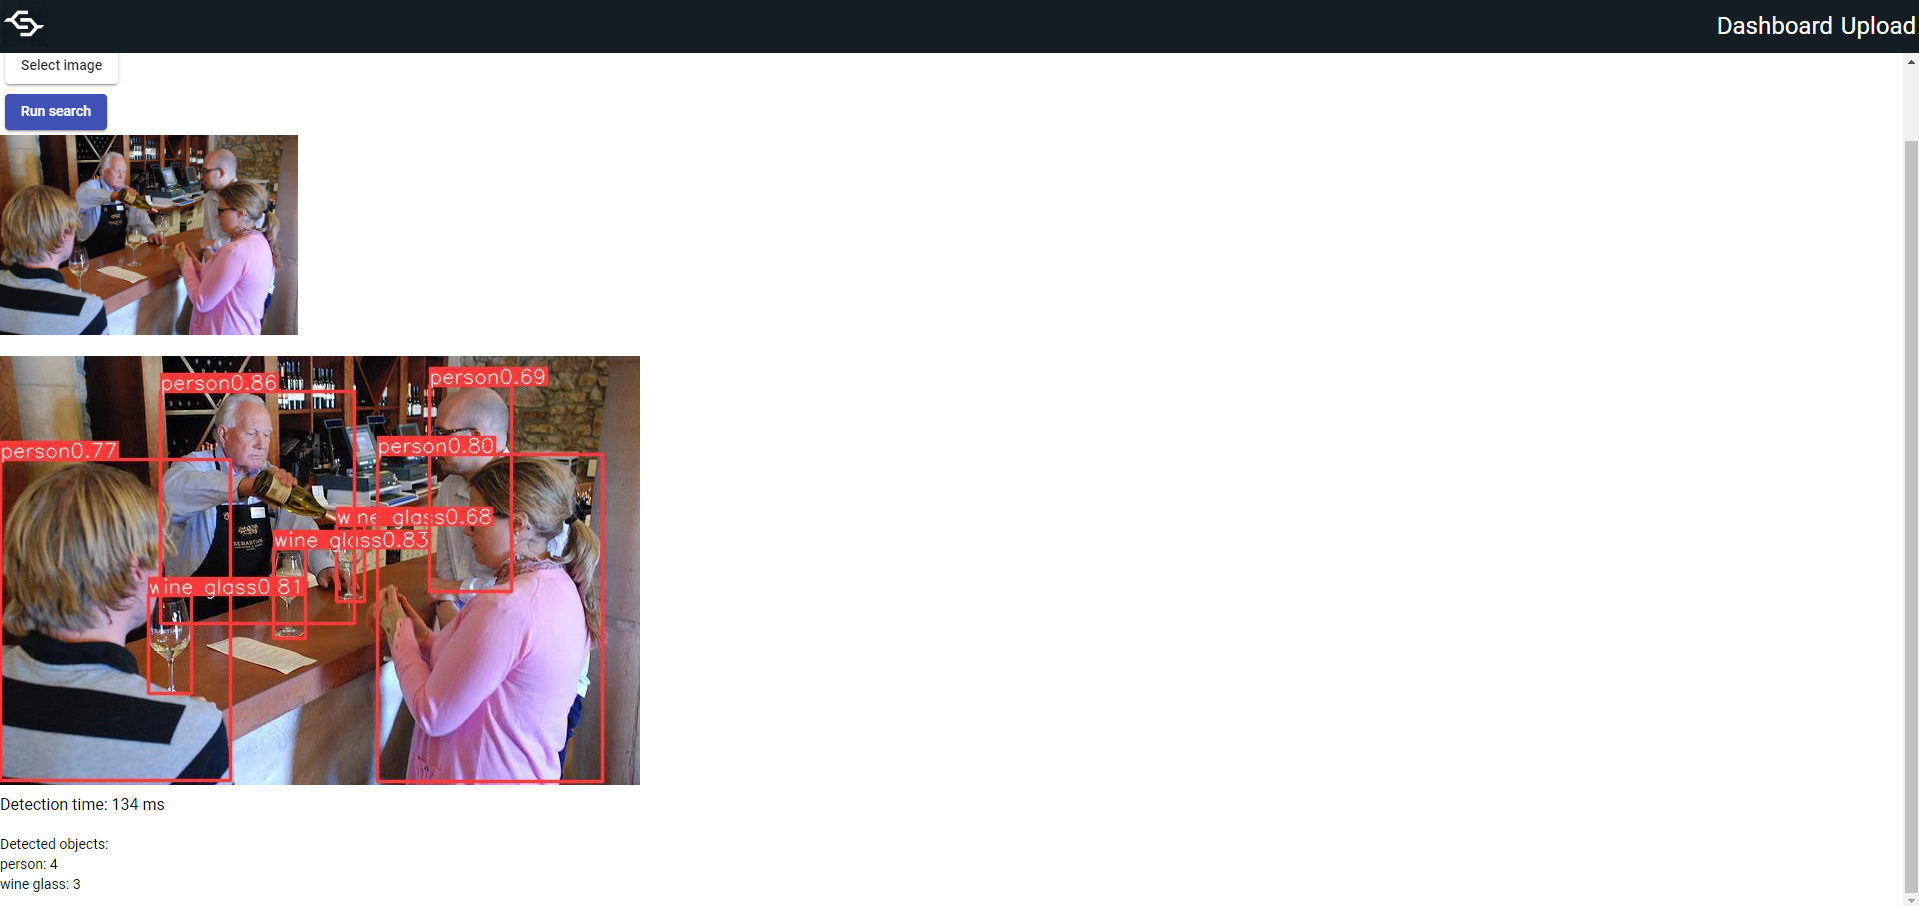 Dashboard Upload
Select image
Run search
person0.86
person0.69
person0.80
person0.77
wine glass0.68
wine glass0.83
wine glass0.81
SEBASTIANI
Detection time: 134 ms
Detected objects:
person: 4
wine glass: 3